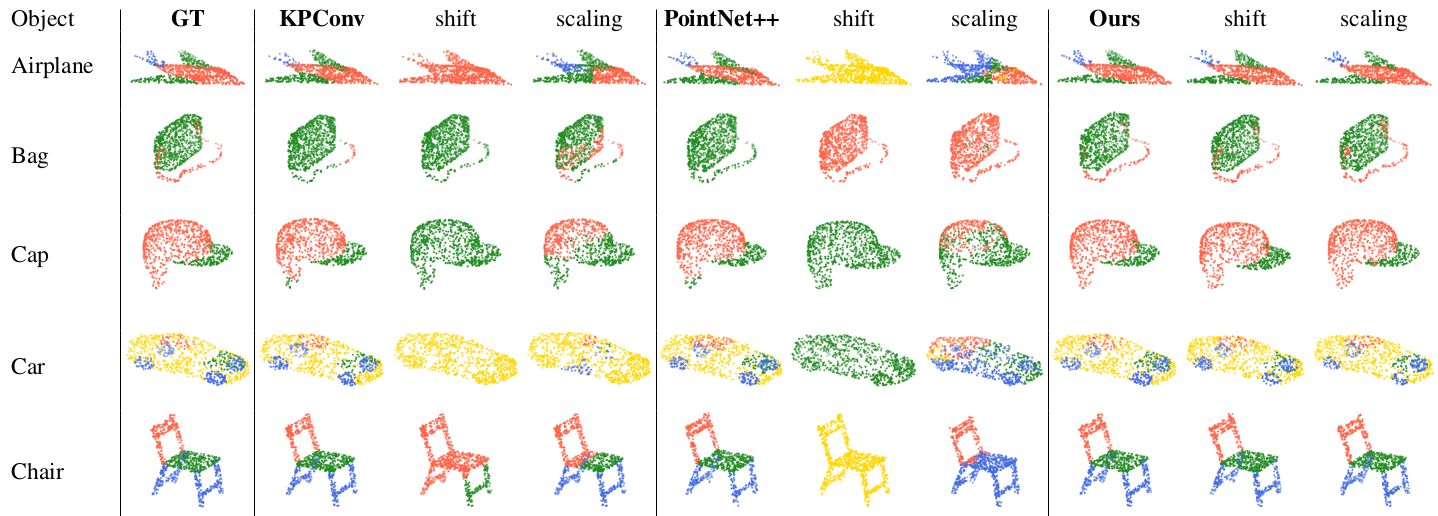 Object GT KPConv shift scaling PointNet++ shift scaling Ours shift scaling
Airplane
Bag
Cap
Car
Chair